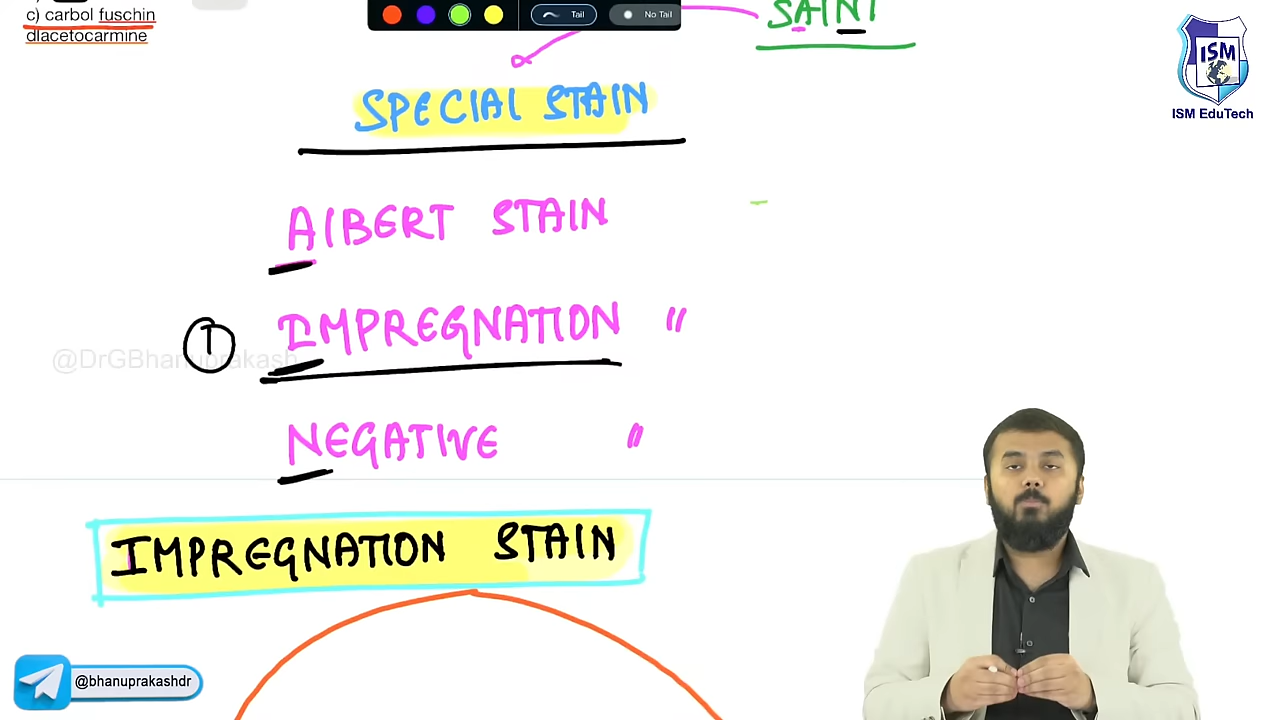 c) carbol fuschin
dlacetocarmine
Tail
No Tail
SAINT
ISM
ISM EduTech
SPECIAL STAIN
AlBERT STAIN
-
I IMPREGNATION "
@DrGBhanuprakash
NEGATIVE "
IMPREGNATION STAIN
@bhanuprakashdr